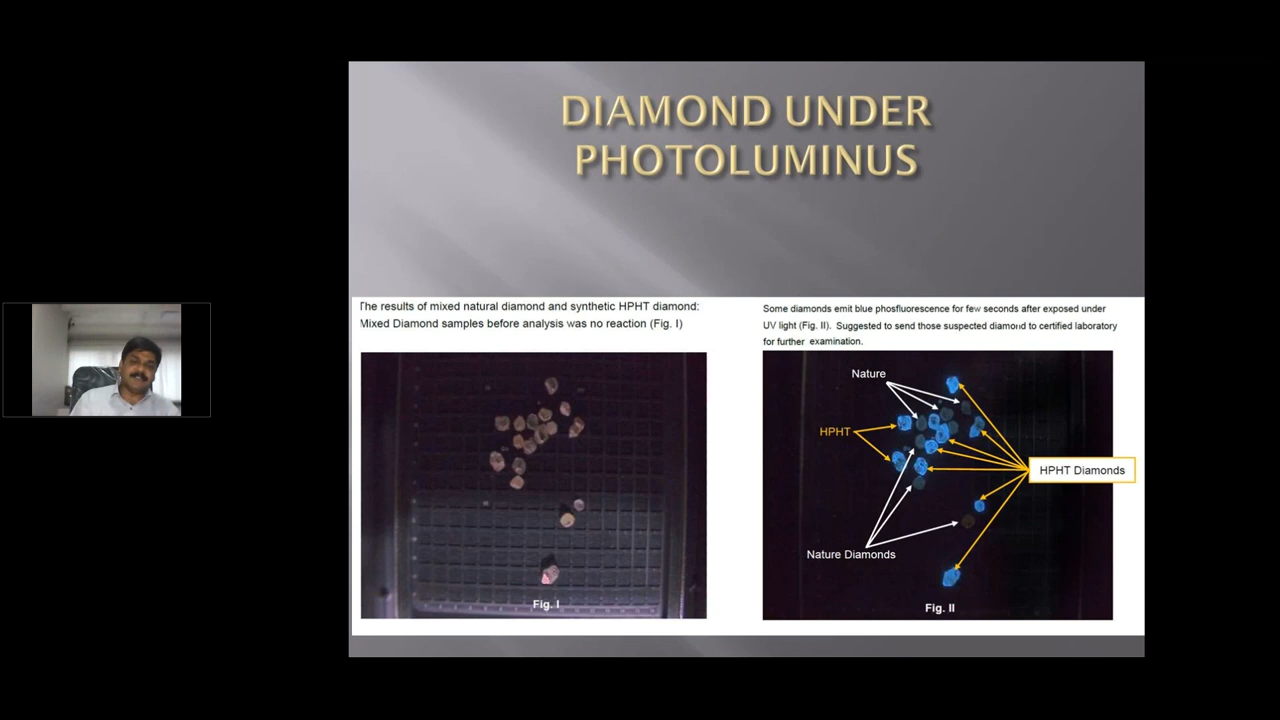 DIAMOND UNDER
PHOTOLUMINUS
The results of mixed natural diamond and synthetic HPHT diamond:
Mixed Diamond samples before analysis was no reaction (Fig. I)
Some diamonds emit blue phosfluorescence for few seconds after exposed under
UV light (Fig. II). Suggested to send those suspected diamond to certified laboratory
for further examination.
Nature
HPHT
HPHT Diamonds
Nature Diamonds
Fig. I
Fig. II